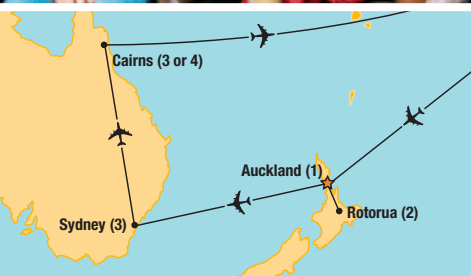 Cairns (3 or 4)
Auckland (1)
Rotorua (2)
Sydney (3)